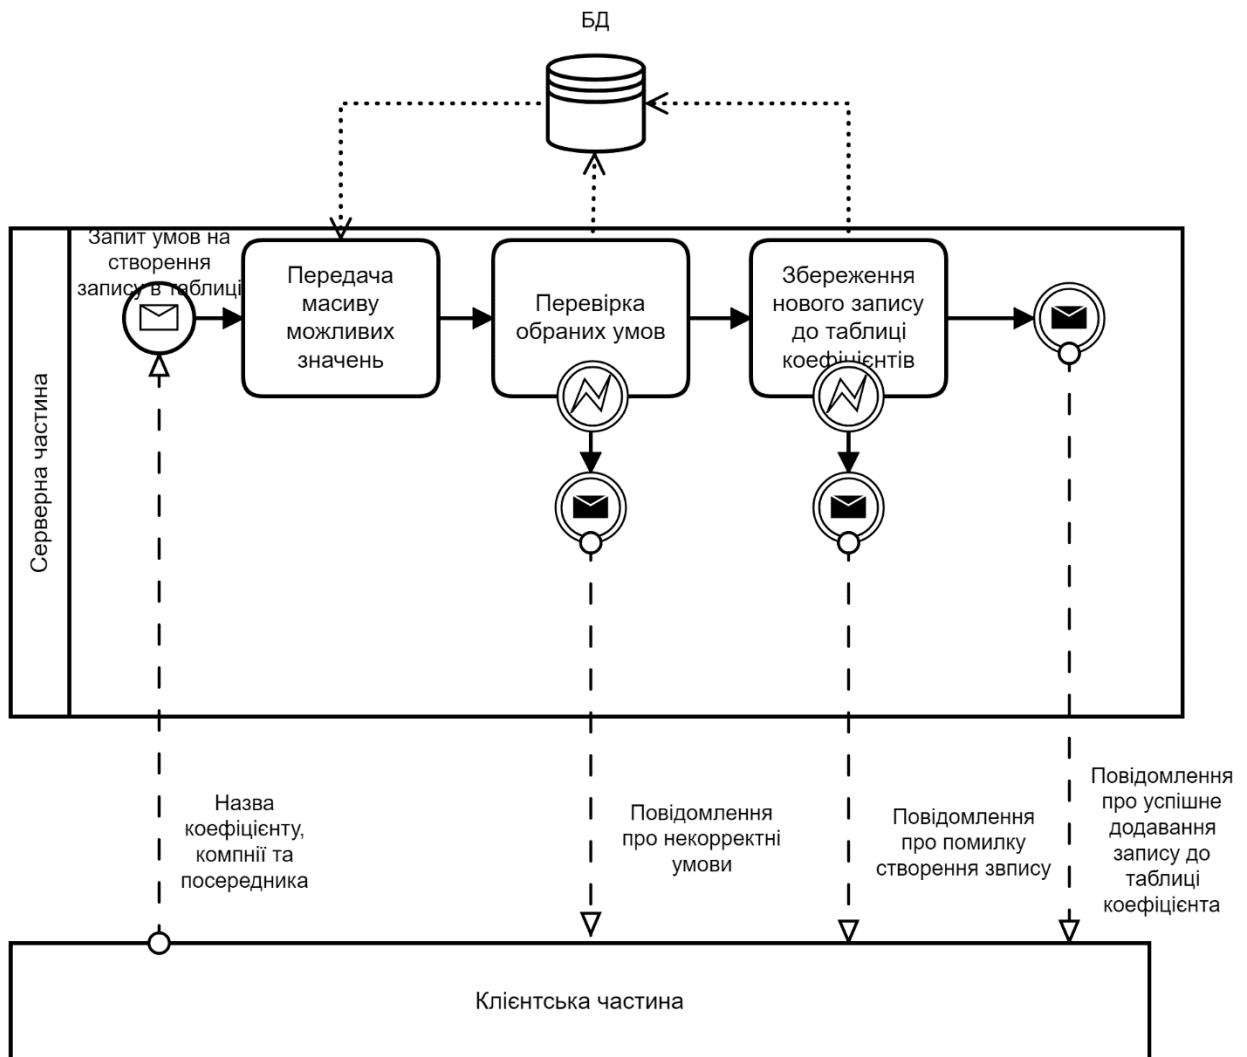 БД
Запит умов на
створення
запису в таблиці
Передача
масиву
можливих
значень
Перевірка
обраних умов
Збереження
нового запису
до таблиці
коефіцієнтів
Серверна частина
Назва
коефіцієнту,
компнії та
посередника
Повідомлення
про некорректні
умови
Повідомлення
про помилку
створення звпису
Повідомлення
про успішне
додавання
запису до
таблиці
коефіцієнта
Клієнтська частина